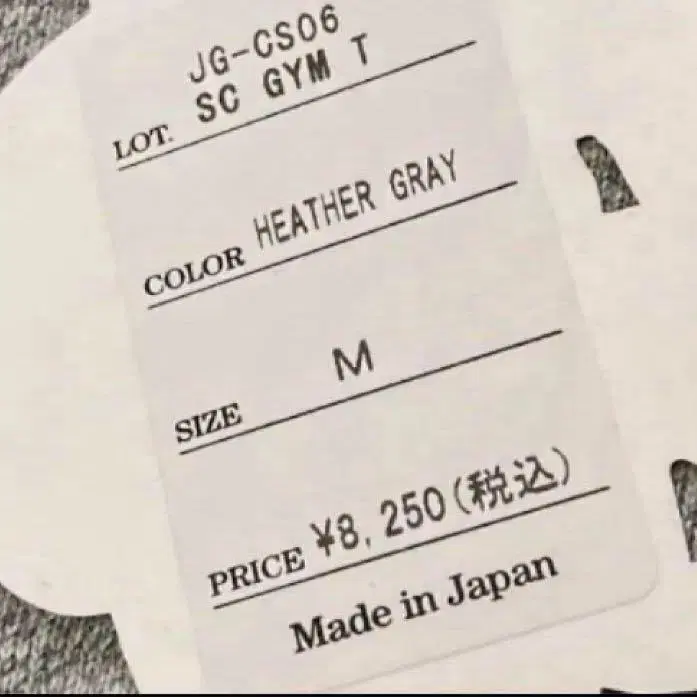 JG-CS06
LOT. SC GYM T
COLOR HEATHER GRAY
SIZE M
PRICE ¥8,250(税込)
Made in Japan